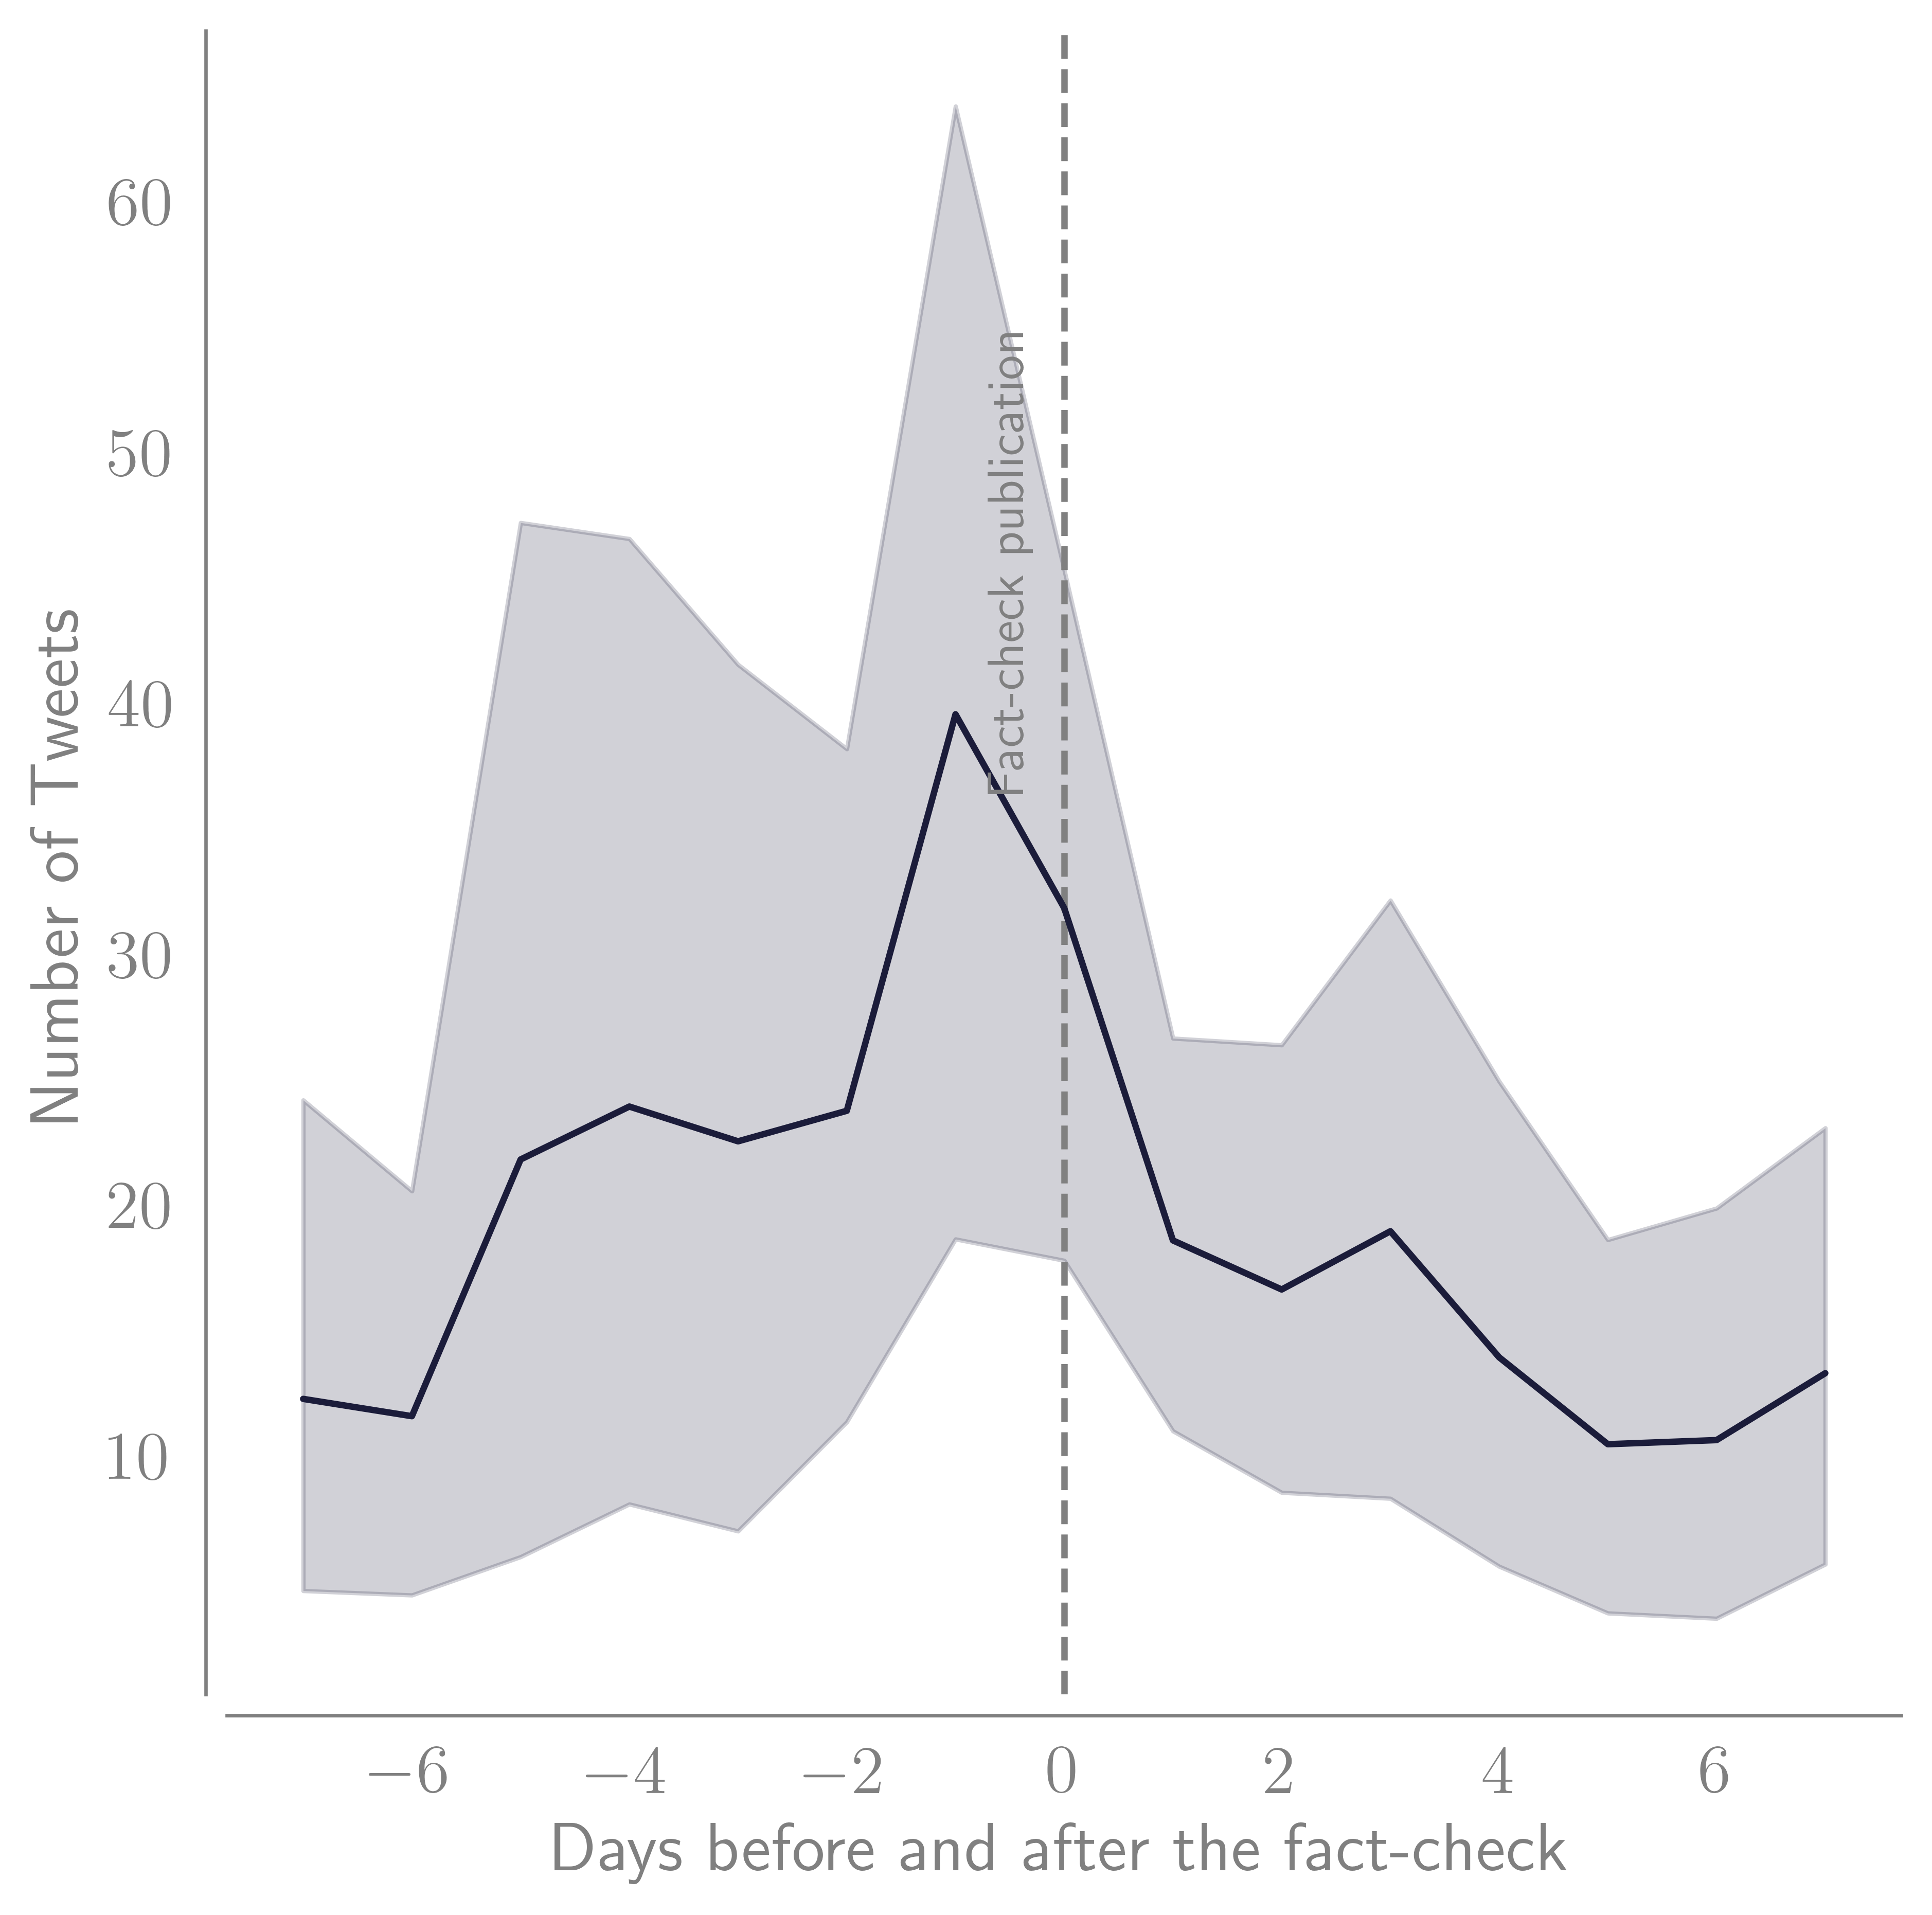 60
50
40
30
20
10
Number of Tweets
Fact-check publication
−6 −4 −2 0 2 4 6
Days before and after the fact-check